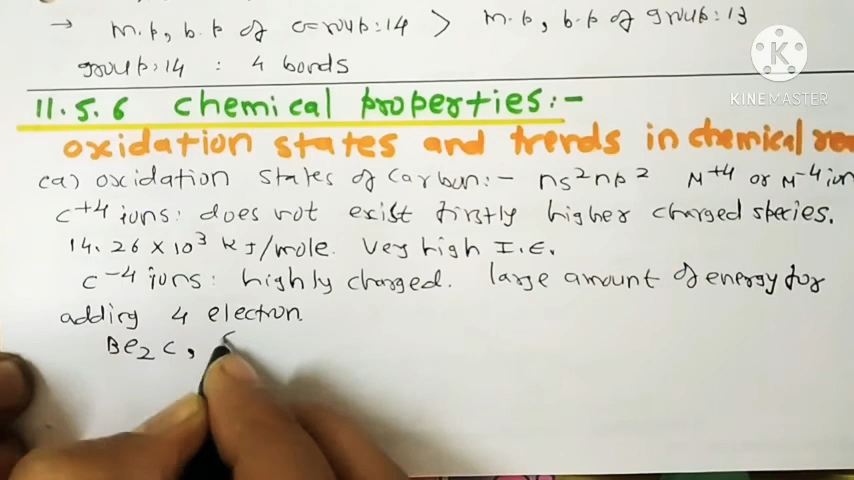 → m.p, b.p of Group:14 > m.p, b.p of group:13
group:14 : 4 bonds
KINEMASTER
11.5.6 chemical properties:-
oxidation states and trends in chemical rea
(a) oxidation states of Carbon:- ns²np² M⁺⁴ or M⁻⁴ ion
C⁺⁴ ions: does not exist firstly higher charged species.
14.26 × 10³ kJ/mole. Very high I.E.
C⁻⁴ ions: highly charged. large amount of energy for
adding 4 electron.
Be₂C,